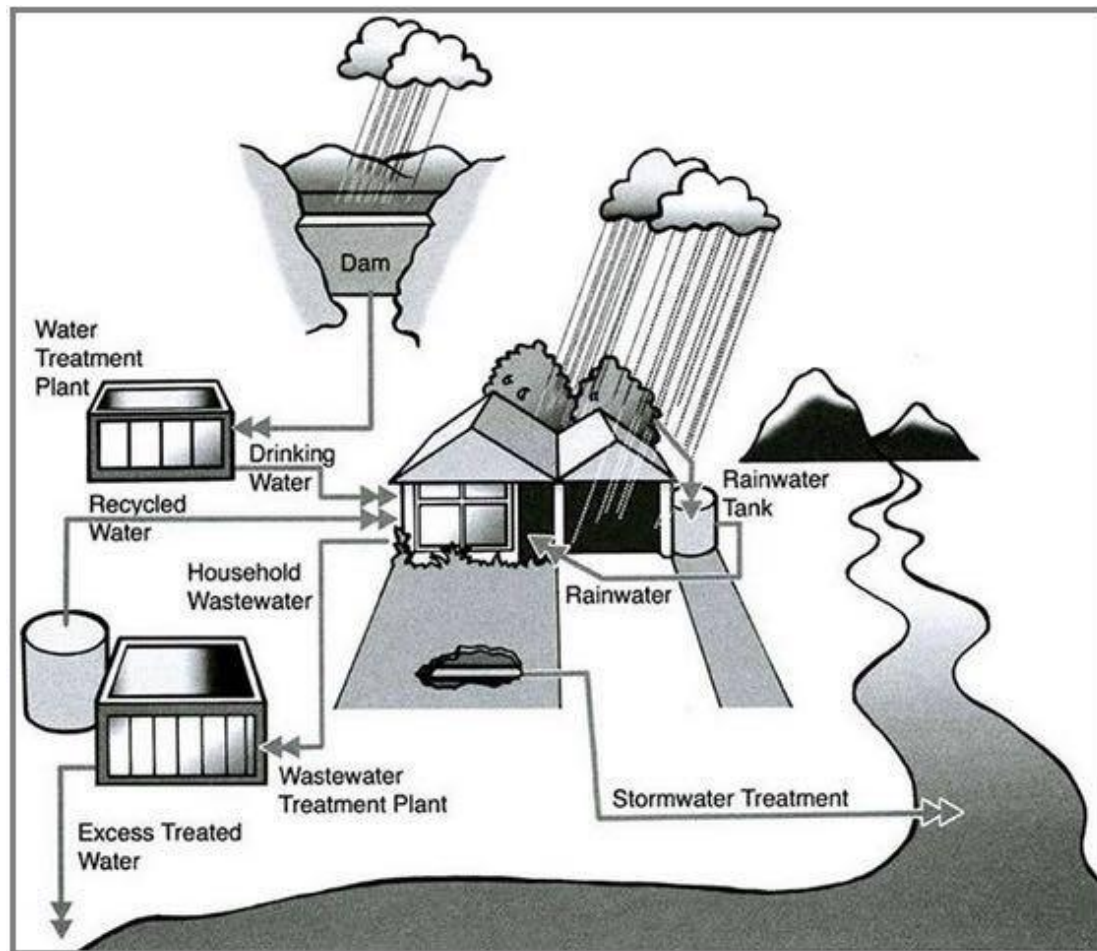 Dam
Water
Treatment
Plant
Drinking
Water
Recycled
Water
Rainwater
Tank
Household
Wastewater
Rainwater
Wastewater
Treatment Plant
Stormwater Treatment
Excess Treated
Water